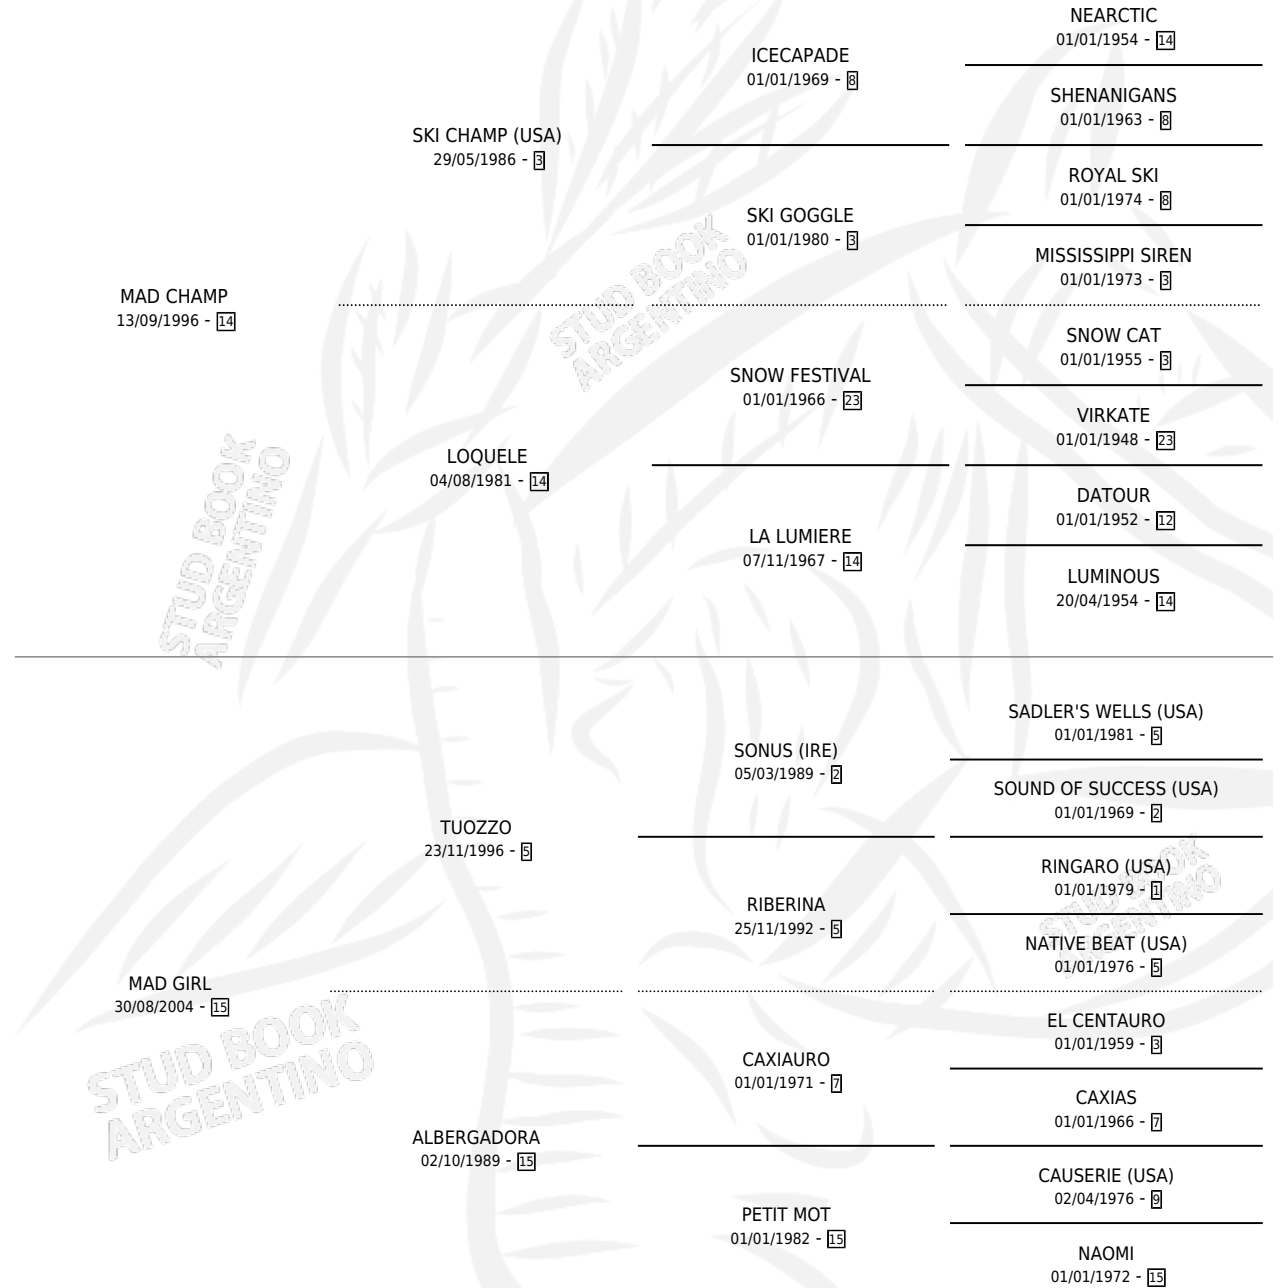 NEARCTIC
01/01/1954 - 14
ICECAPADE
01/01/1969 - 8
SHENANIGANS
01/01/1963 - 8
SKI CHAMP (USA)
29/05/1986 - 3
ROYAL SKI
01/01/1974 - 8
SKI GOGGLE
01/01/1980 - 3
MISSISSIPPI SIREN
01/01/1973 - 3
MAD CHAMP
13/09/1996 - 14
SNOW CAT
01/01/1955 - 3
SNOW FESTIVAL
01/01/1966 - 23
VIRKATE
01/01/1948 - 23
LOQUELE
04/08/1981 - 14
DATOUR
01/01/1952 - 12
LA LUMIERE
07/11/1967 - 14
LUMINOUS
20/04/1954 - 14
SADLER'S WELLS (USA)
01/01/1981 - 5
SONUS (IRE)
05/03/1989 - 2
SOUND OF SUCCESS (USA)
01/01/1969 - 2
TUOZZO
23/11/1996 - 5
RINGARO (USA)
01/01/1979 - 1
RIBERINA
25/11/1992 - 5
NATIVE BEAT (USA)
01/01/1976 - 5
MAD GIRL
30/08/2004 - 15
EL CENTAURO
01/01/1959 - 3
CAXIAURO
01/01/1971 - 7
CAXIAS
01/01/1966 - 7
ALBERGADORA
02/10/1989 - 15
CAUSERIE (USA)
02/04/1976 - 9
PETIT MOT
01/01/1982 - 15
NAOMI
01/01/1972 - 15
STUD BOOK
ARGENTINO
STUD BOOK
ARGENTINO
STUD BOOK
ARGENTINO
STUD BOOK
ARGENTINO